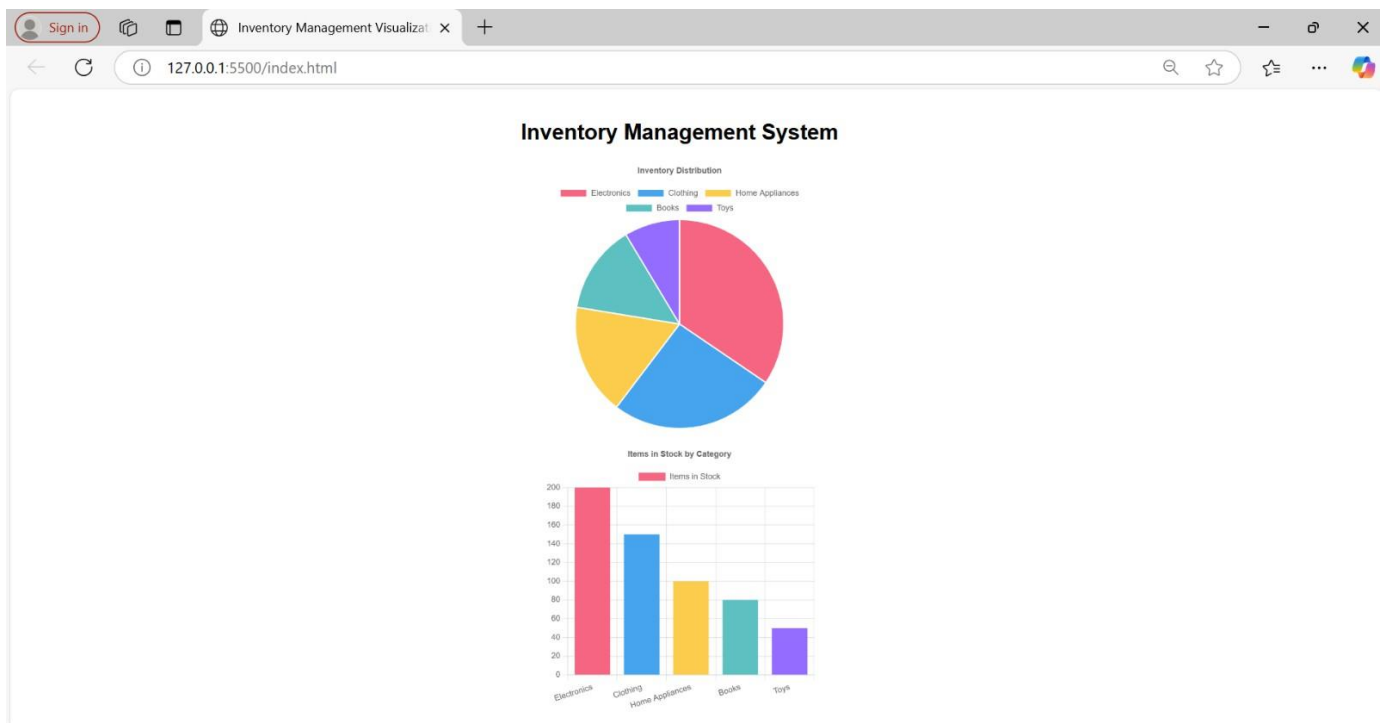 Sign in
Inventory Management Visualizat
127.0.0.1:5500/index.html
Inventory Management System
Inventory Distribution
Electronics Clothing Home Appliances
Books Toys
Items in Stock by Category
Items in Stock
200
180
160
140
120
100
80
60
40
20
0
Electronics Clothing Home Appliances Books Toys